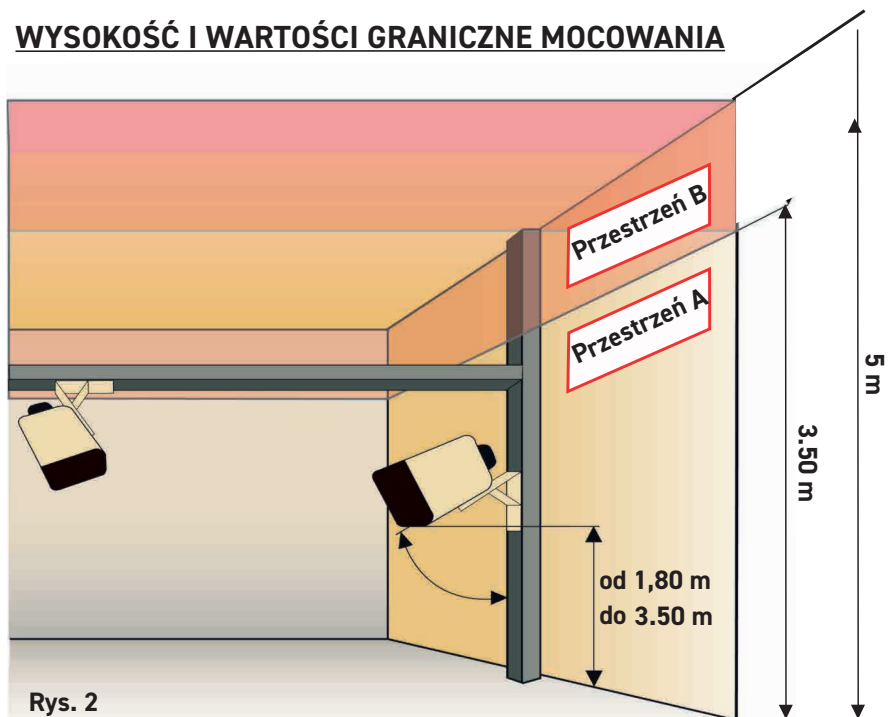 WYSOKOŚĆ I WARTOŚCI GRANICZNE MOCOWANIA
Przestrzeń B
Przestrzeń A
5 m
3.50 m
od 1,80 m
do 3.50 m
Rys. 2